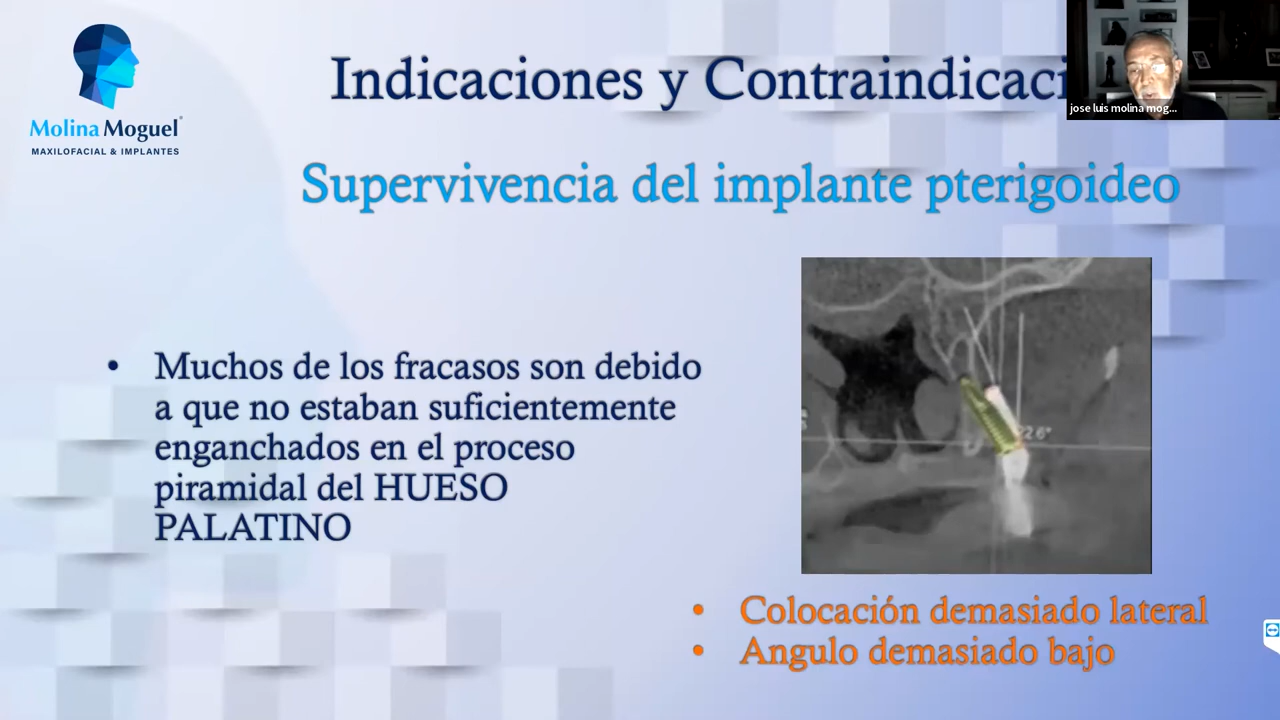 Indicaciones y Contraindicaci
jose luis molina mog...
Molina Moguel
MAXILOFACIAL & IMPLANTES
Supervivencia del implante pterigoideo
• Muchos de los fracasos son debido
a que no estaban suficientemente
enganchados en el proceso
piramidal del HUESO
PALATINO
22.6°
• Colocación demasiado lateral
• Angulo demasiado bajo